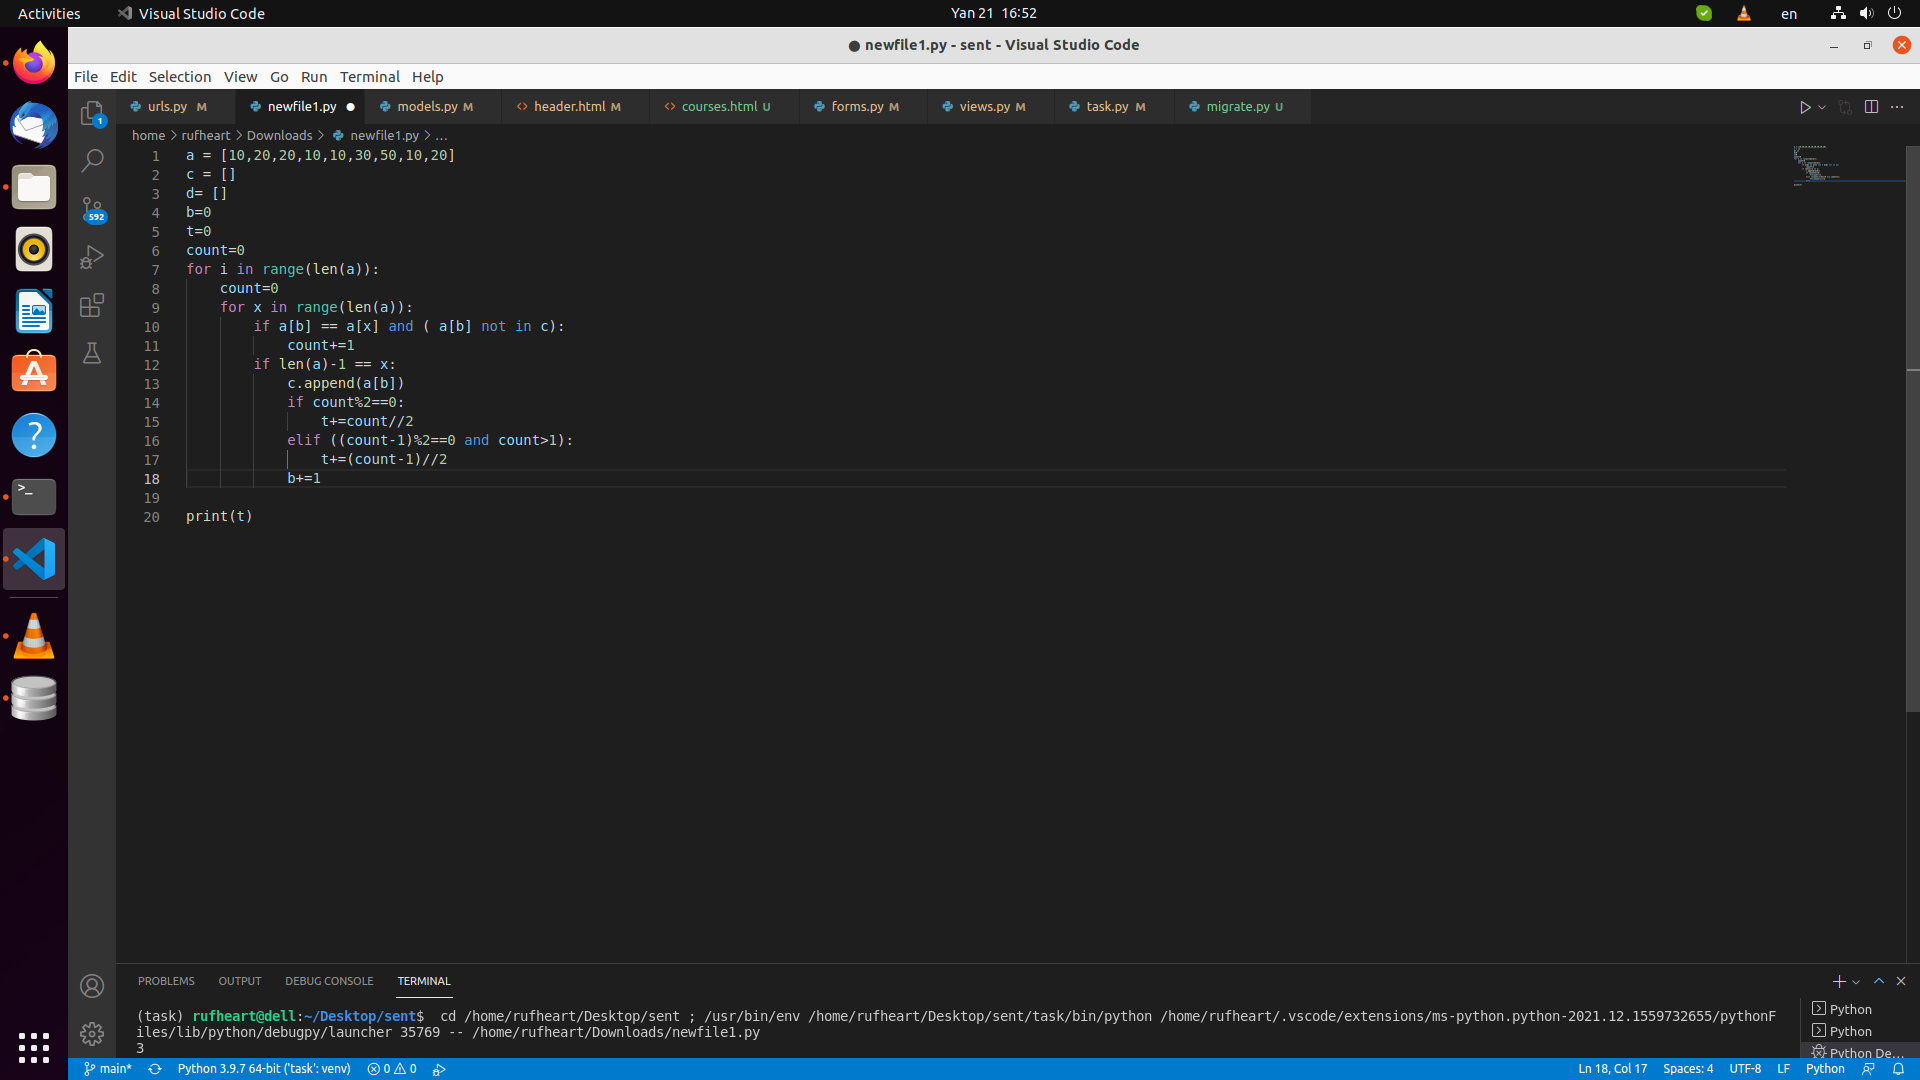 Activities Visual Studio Code Yan 21 16:52 en
● newfile1.py - sent - Visual Studio Code
File Edit Selection View Go Run Terminal Help
urls.py M newfile1.py ● models.py M header.html M courses.html U forms.py M views.py M task.py M migrate.py U
home > rufheart > Downloads > newfile1.py > ...
1 a = [10,20,20,10,10,30,50,10,20]
2 c = []
3 d= []
4 b=0
5 t=0
6 count=0
7 for i in range(len(a)):
8     count=0
9     for x in range(len(a)):
10         if a[b] == a[x] and ( a[b] not in c):
11             count+=1
12         if len(a)-1 == x:
13             c.append(a[b])
14             if count%2==0:
15                 t+=count//2
16             elif ((count-1)%2==0 and count>1):
17                 t+=(count-1)//2
18             b+=1
19
20 print(t)
1
592
PROBLEMS OUTPUT DEBUG CONSOLE TERMINAL
(task) rufheart@dell:~/Desktop/sent$  cd /home/rufheart/Desktop/sent ; /usr/bin/env /home/rufheart/Desktop/sent/task/bin/python /home/rufheart/.vscode/extensions/ms-python.python-2021.12.1559732655/pythonF
iles/lib/python/debugpy/launcher 35769 -- /home/rufheart/Downloads/newfile1.py
3
Python
Python
Python De...
main* Python 3.9.7 64-bit ('task': venv) 0 0 Ln 18, Col 17 Spaces: 4 UTF-8 LF Python